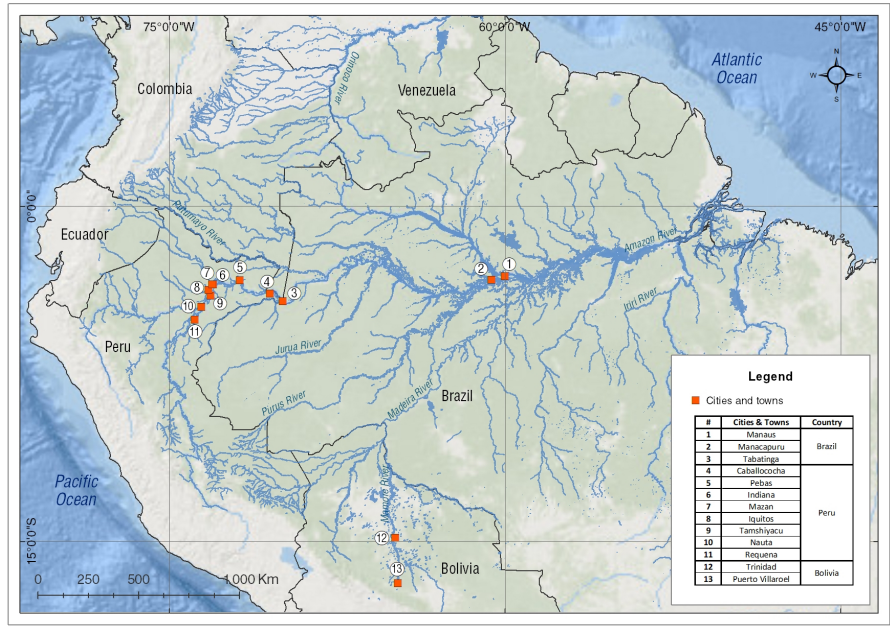 75°0'0"W
60°0'0"W
45°0'0"W
Atlantic
Ocean
N
W
E
S
Colombia
Venezuela
Orinoco River
0°0'0"
Putumayo River
Ecuador
Amazon River
1
2
3
4
5
6
7
8
9
10
11
Iriri River
Peru
Jurua River
Purus River
Madeira River
Brazil
Pacific
Ocean
Mamore River
12
13
Bolivia
15°0'0"S
0 250 500 1.000 Km
Legend
Cities and towns
# Cities & Towns Country
1 Manaus Brazil
2 Manacapuru
3 Tabatinga
4 Caballococha Peru
5 Pebas
6 Indiana
7 Mazan
8 Iquitos
9 Tamshiyacu
10 Nauta
11 Requena
12 Trinidad Bolivia
13 Puerto Villaroel